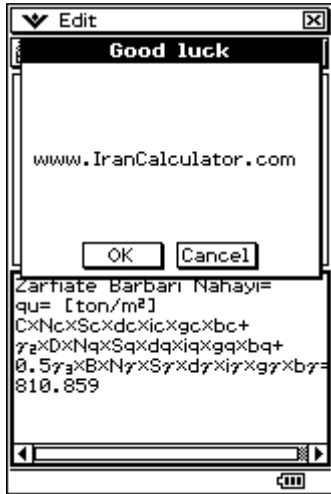 Edit
Good luck
www.IranCalculator.com
OK Cancel
Zarfiate Barbari Nahayi=
qu= [ton/m²]
C×Nc×Sc×dc×ic×gc×bc+
γ₂×D×Nq×Sq×dq×iq×gq×bq+
0.5γ₃×B×Nγ×Sγ×dγ×iγ×gγ×bγ=
810.859